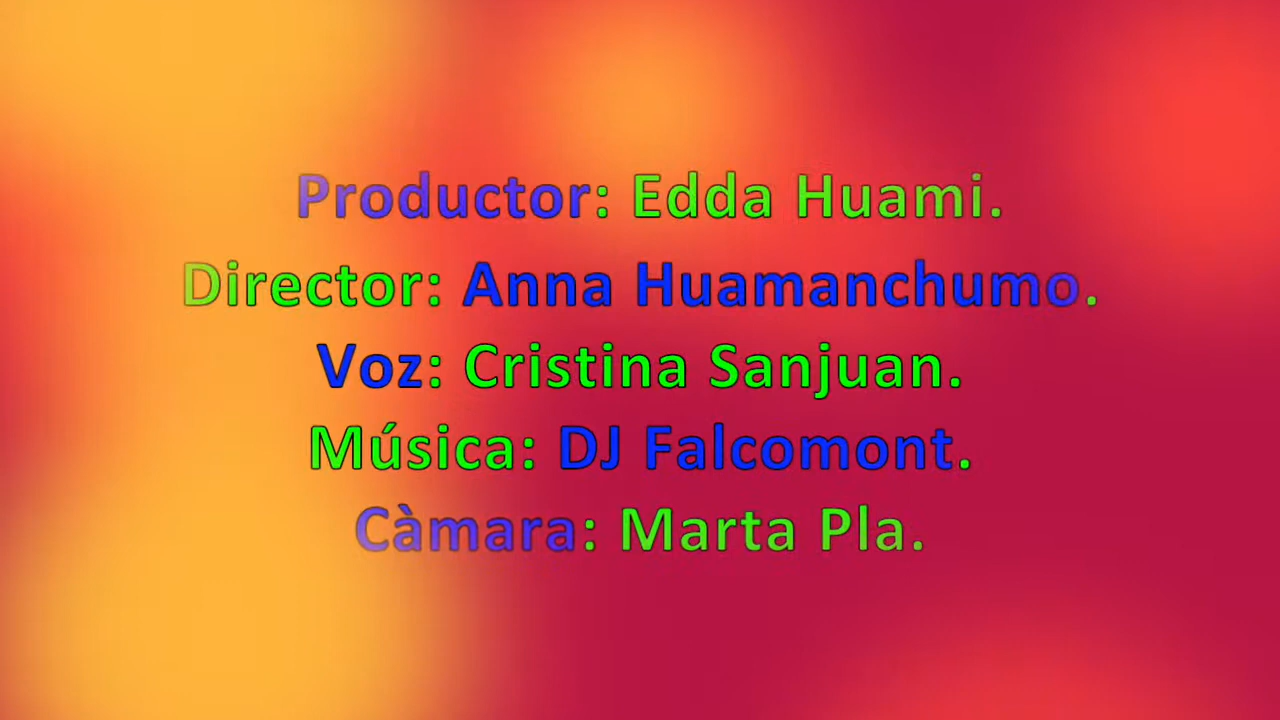 Productor: Edda Huami.
Director: Anna Huamanchumo.
Voz: Cristina Sanjuan.
Música: DJ Falcomont.
Càmara: Marta Pla.